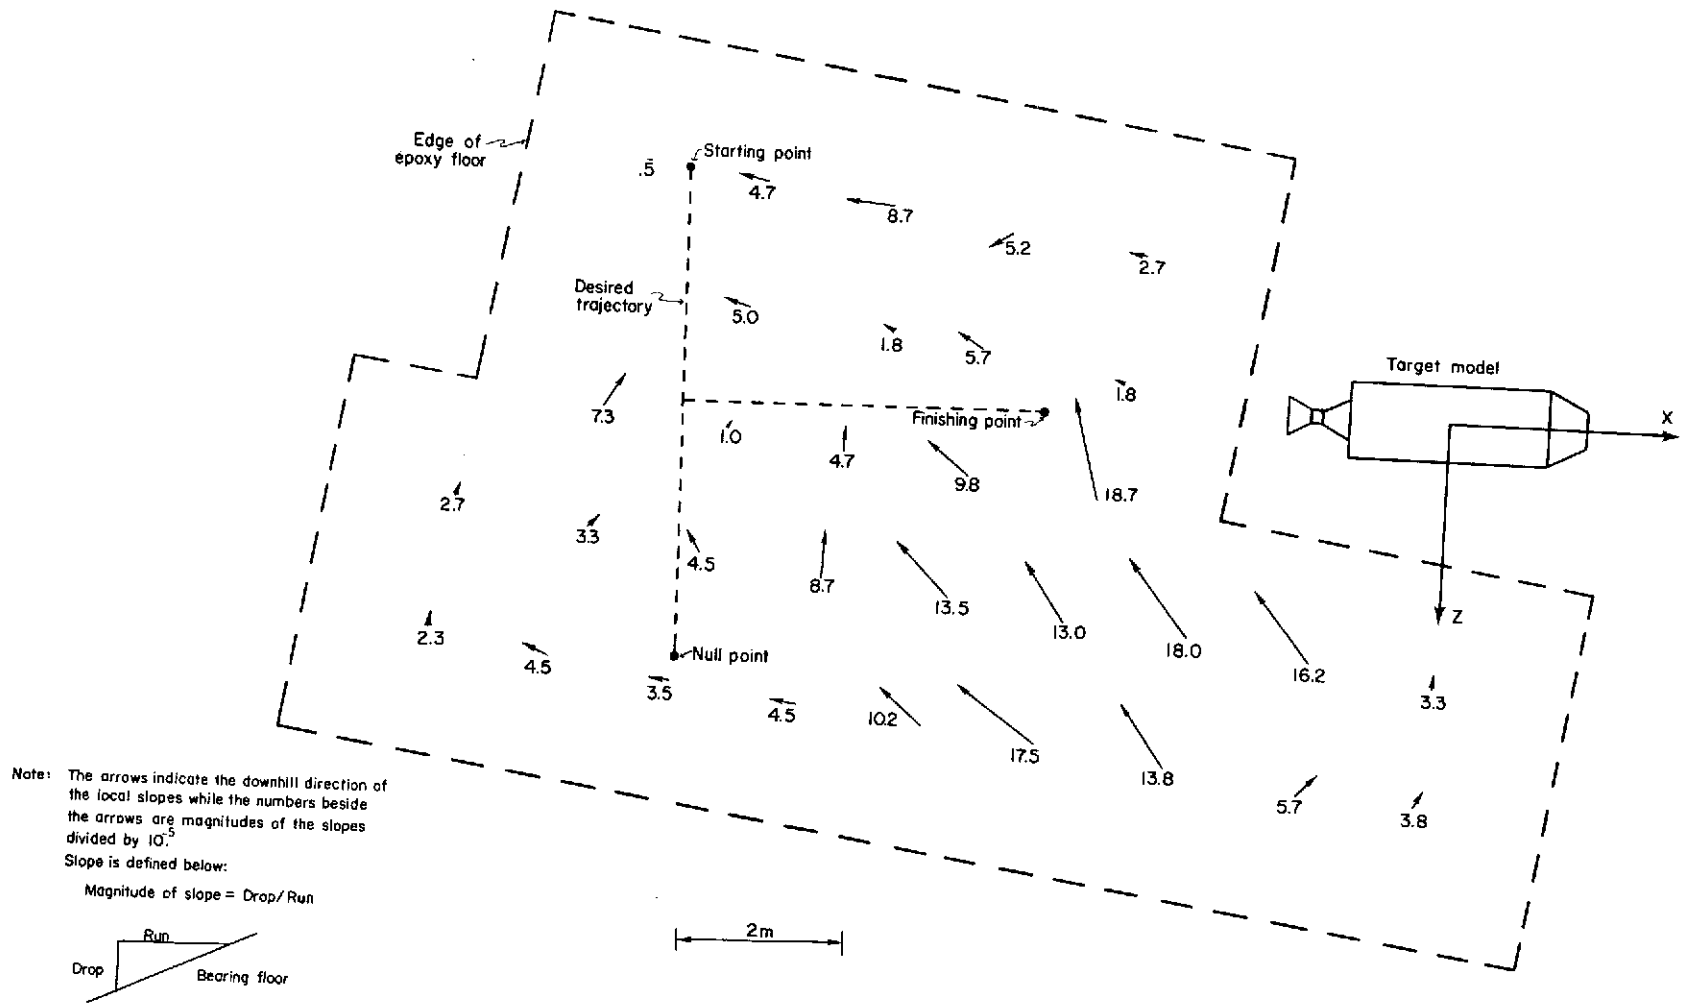 Edge of
epoxy floor
Starting point
.5
4.7
8.7
5.2
2.7
Desired
trajectory
5.0
1.8
5.7
Target model
1.8
7.3
1.0
Finishing point
X
4.7
9.8
18.7
2.7
3.3
4.5
8.7
13.5
13.0
18.0
Z
2.3
4.5
Null point
3.5
4.5
10.2
16.2
3.3
17.5
13.8
5.7
3.8
Note: The arrows indicate the downhill direction of
the local slopes while the numbers beside
the arrows are magnitudes of the slopes
divided by 10.-5
Slope is defined below:
Magnitude of slope = Drop/Run
Run
Drop
Bearing floor
2m